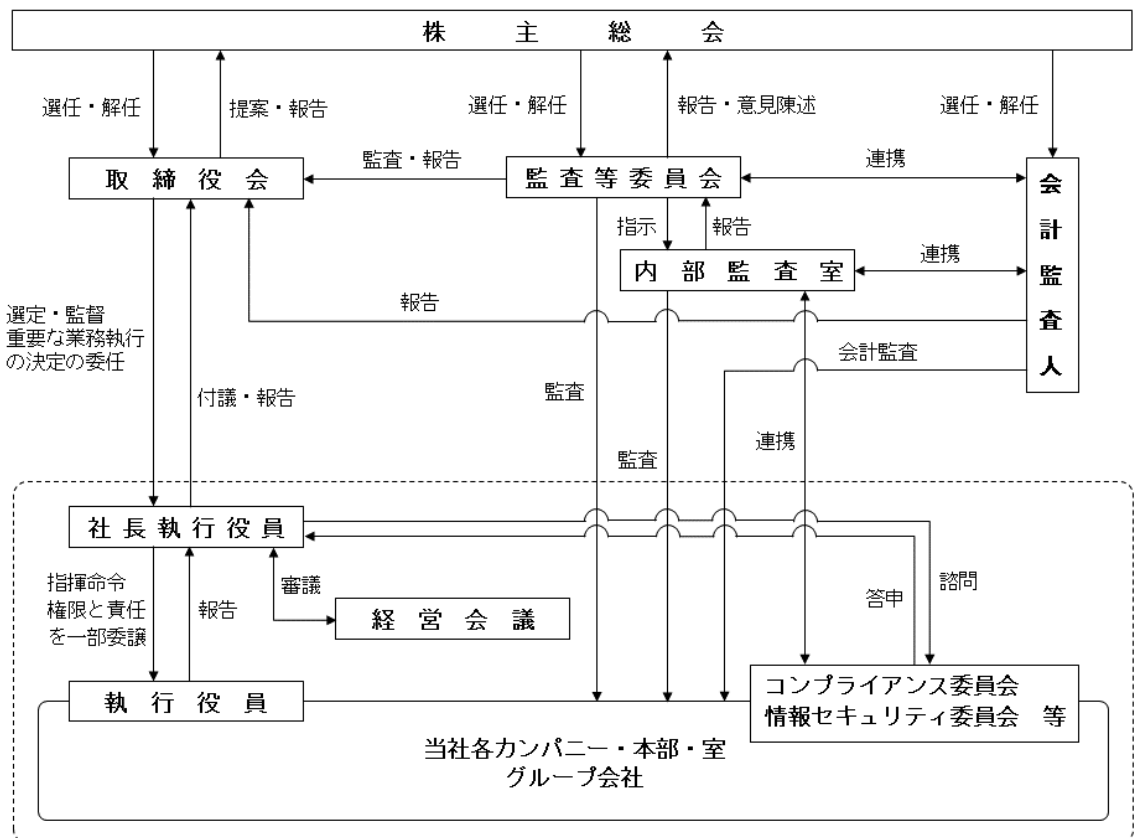 株主総会
選任・解任
提案・報告
選任・解任
報告・意見陳述
選任・解任
取締役会
監査・報告
監査等委員会
連携
会計監査人
指示
報告
内部監査室
連携
報告
選定・監督
重要な業務執行
の決定の委任
会計監査
付議・報告
監査
監査
連携
社長執行役員
指揮命令
権限と責任
を一部委譲
報告
審議
経営会議
答申
諮問
執行役員
コンプライアンス委員会
情報セキュリティ委員会 等
当社各カンパニー・本部・室
グループ会社